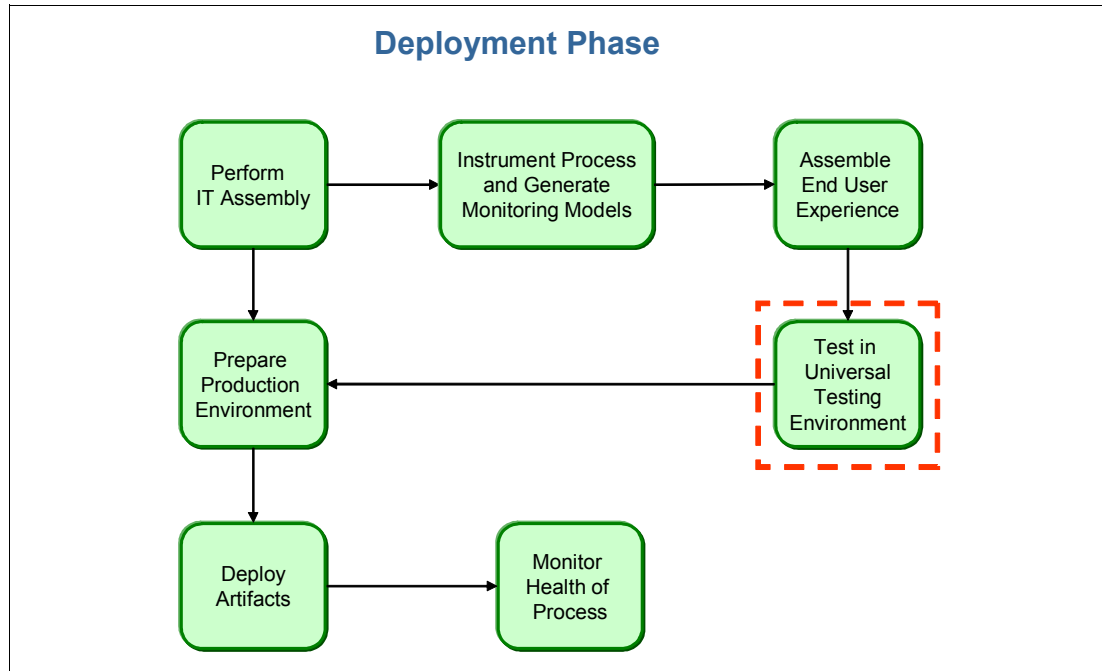 Deployment Phase
Perform
IT Assembly
Instrument Process
and Generate
Monitoring Models
Assemble
End User
Experience
Prepare
Production
Environment
Test in
Universal
Testing
Environment
Deploy
Artifacts
Monitor
Health of
Process